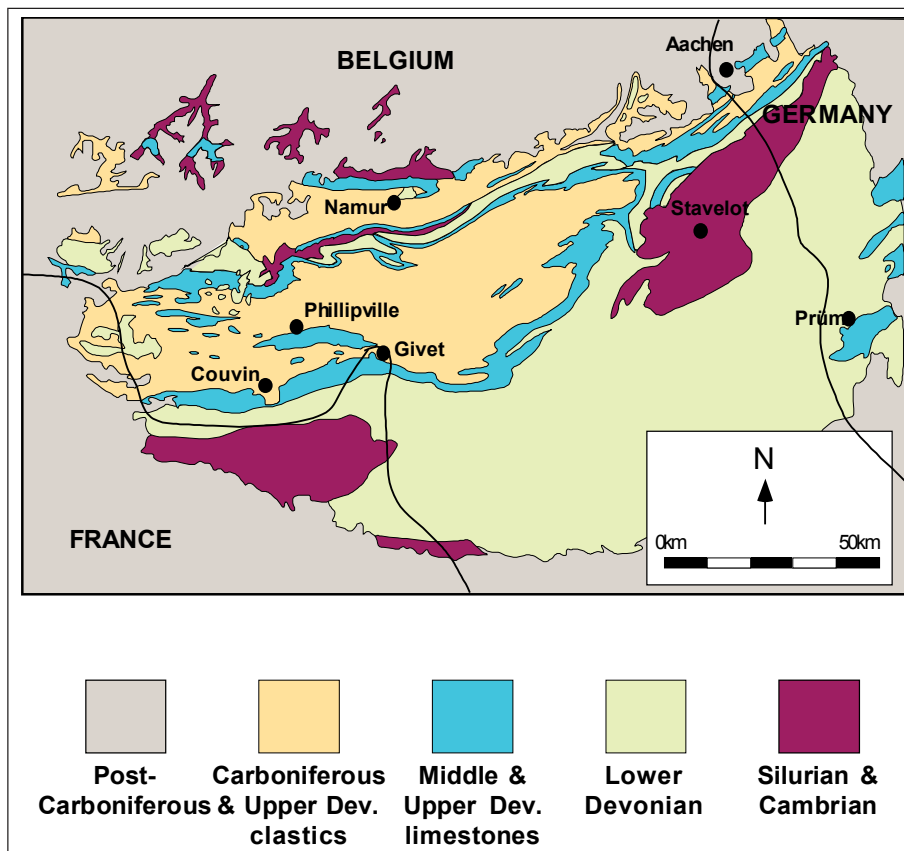 Aachen
BELGIUM
GERMANY
Namur
Stavelot
Phillipville
Prüm
Givet
Couvin
N
FRANCE
0km 50km
Post-
Carboniferous
Carboniferous
& Upper Dev.
clastics
Middle &
Upper Dev.
limestones
Lower
Devonian
Silurian &
Cambrian